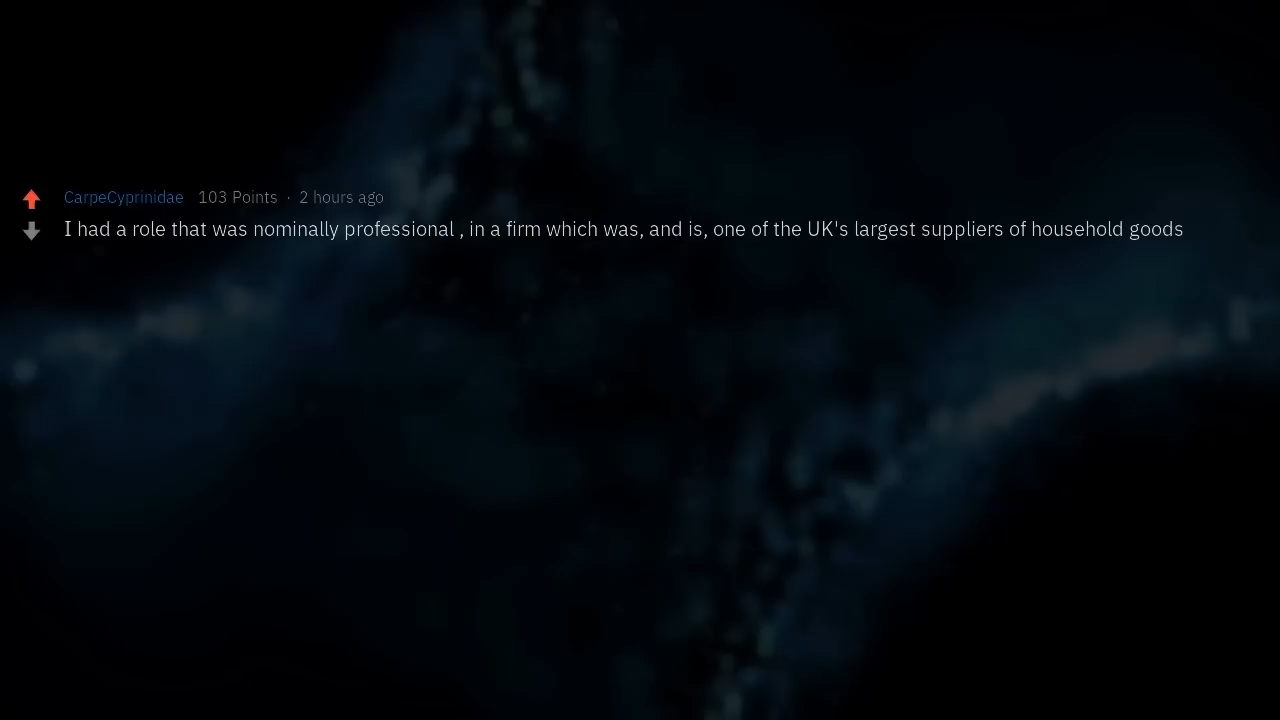 CarpeCyprinidae 103 Points · 2 hours ago
I had a role that was nominally professional , in a firm which was, and is, one of the UK's largest suppliers of household goods